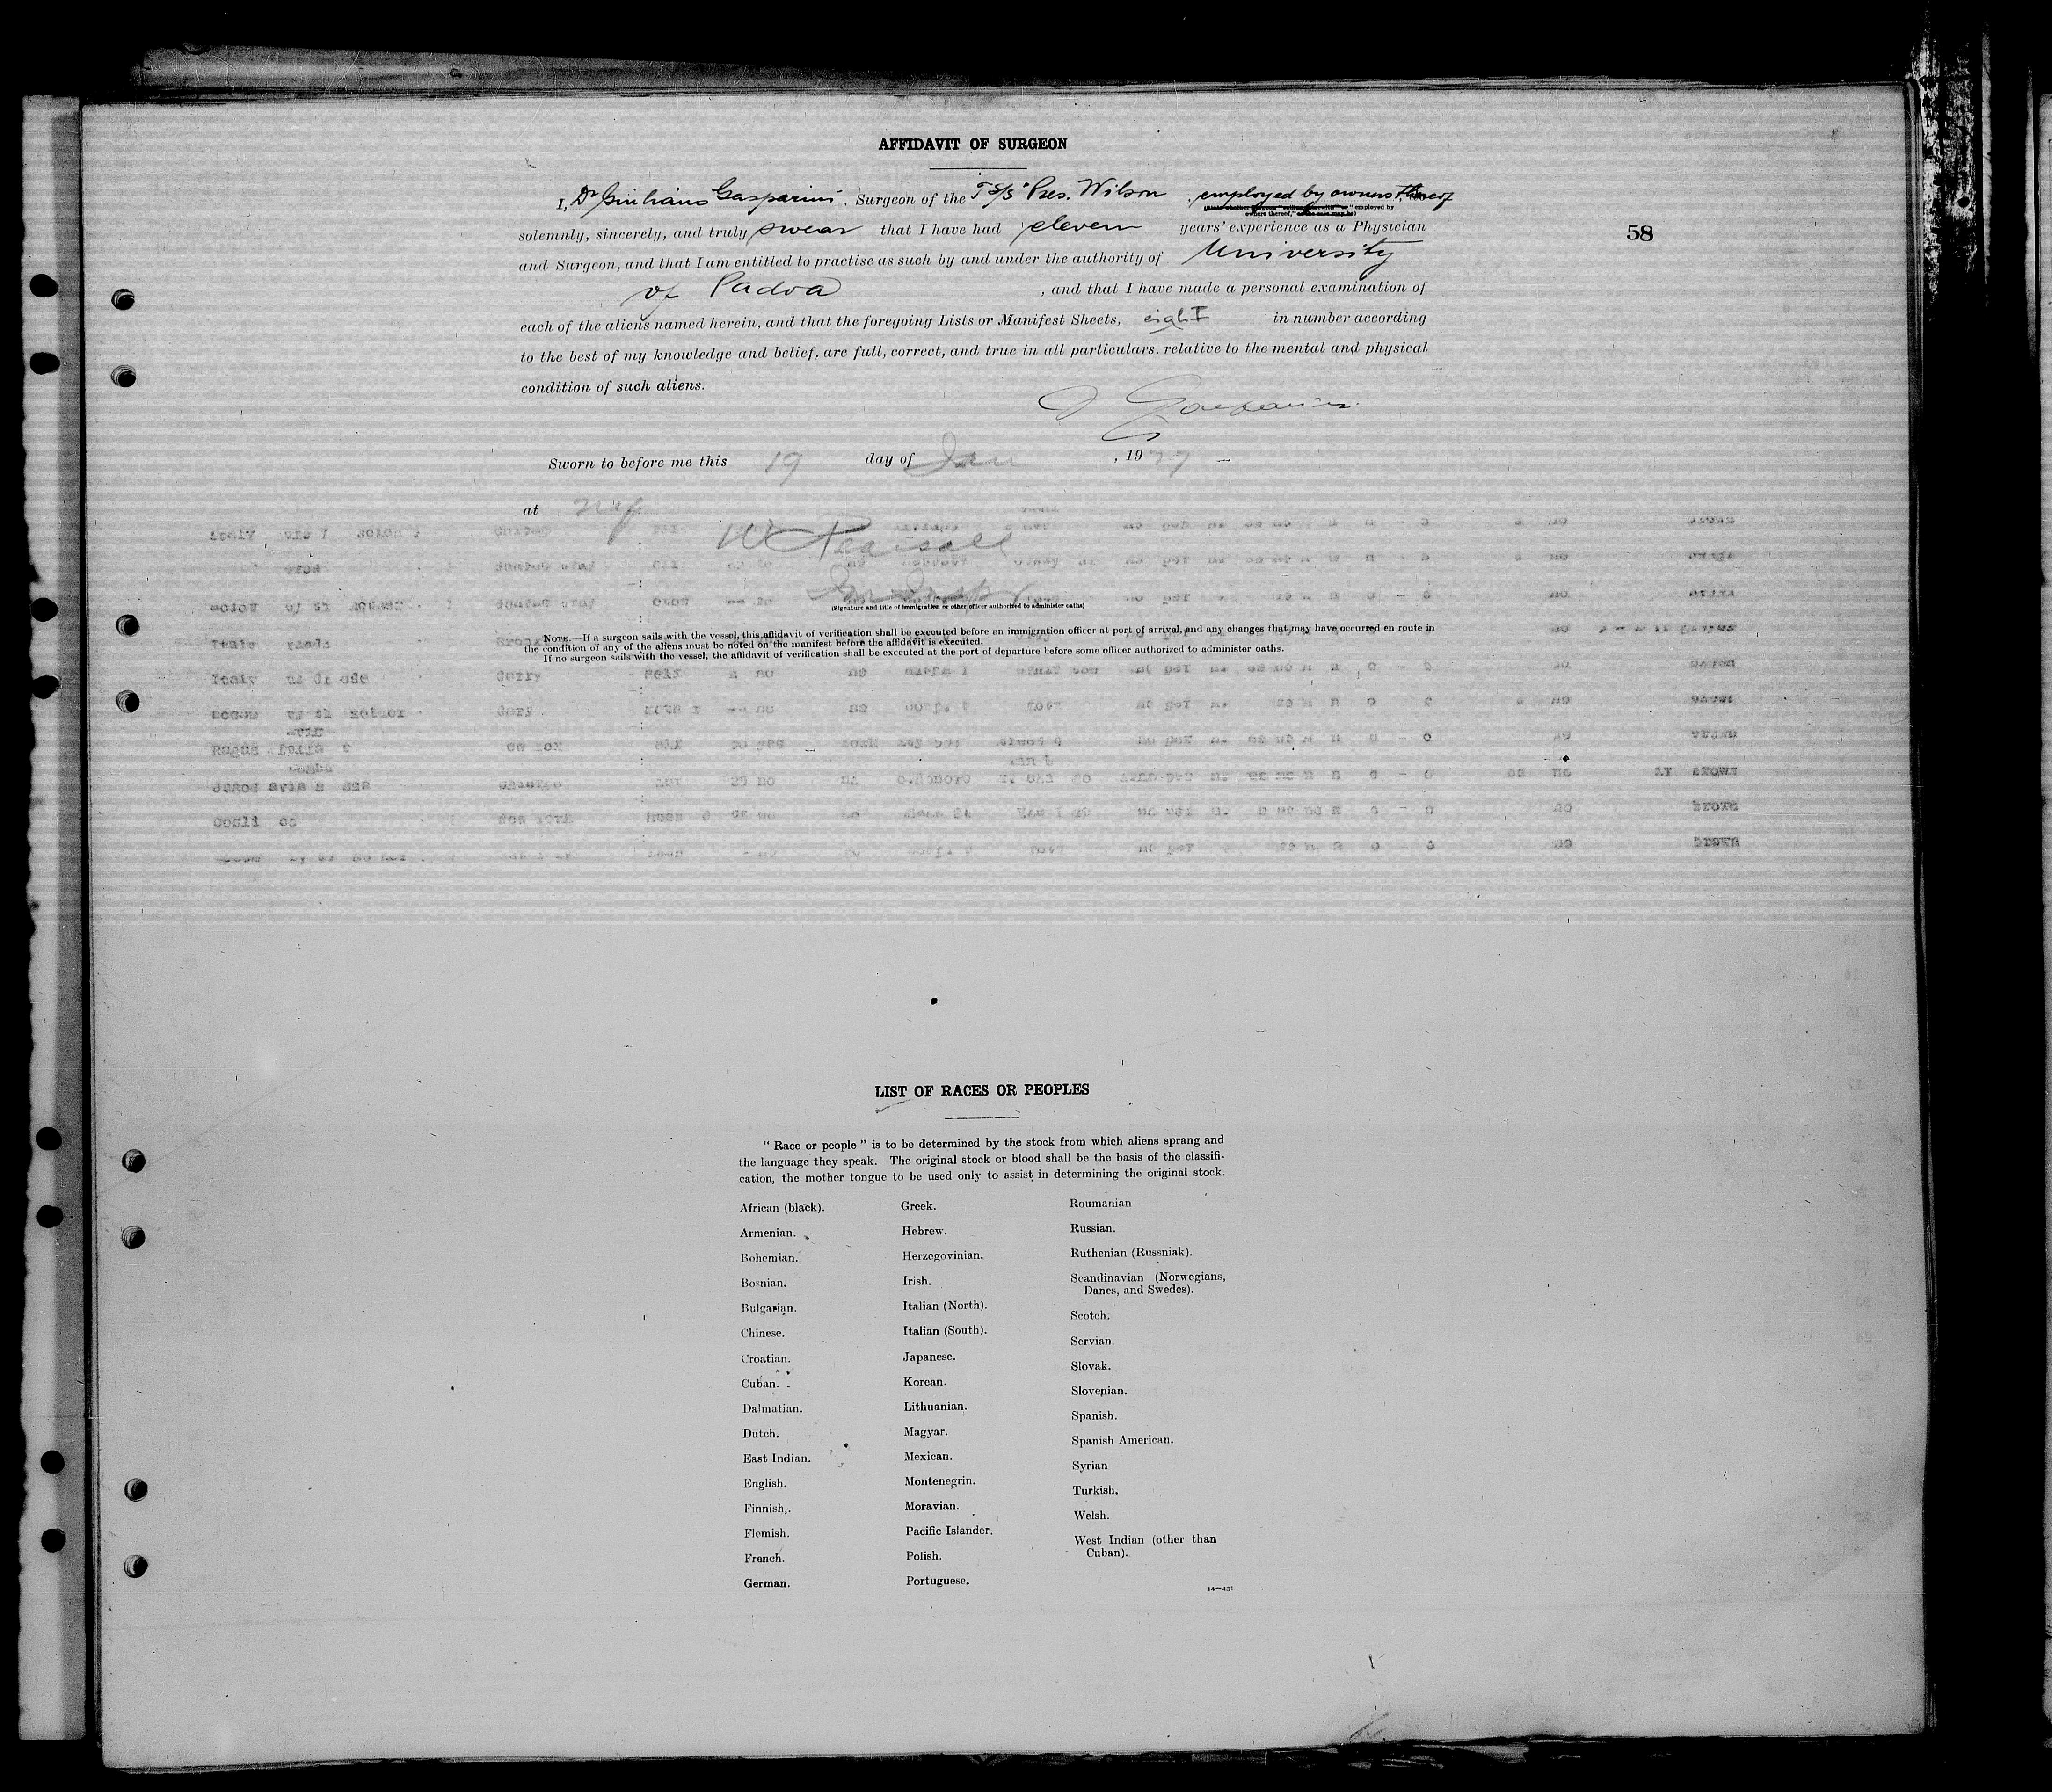 AFFIDAVIT OF SURGEON
I, Dr Giuliano Gasparini, Surgeon of the T S/S "Pres. Wilson, employed by owners thereof
owners thereof," as the case may be)
solemnly, sincerely, and truly swear that I have had eleven years' experience as a Physician
58
and Surgeon, and that I am entitled to practise as such by and under the authority of University
of Padova, and that I have made a personal examination of
each of the aliens named herein, and that the foregoing Lists or Manifest Sheets, eight in number according
to the best of my knowledge and belief, are full, correct, and true in all particulars. relative to the mental and physical
condition of such aliens.
G Gasparini
Sworn to before me this 19 day of Jan, 19
at NY
W Pearsall
Imm Inspr
(Signature and title of immigration or other officer authorized to administer oaths)
NOTE.—If a surgeon sails with the vessel, this affidavit of verification shall be executed before an immigration officer at port of arrival, and any changes that may have occurred en route in
the condition of any of the aliens must be noted on the manifest before the affidavit is executed.
If no surgeon sails with the vessel, the affidavit of verification shall be executed at the port of departure before some officer authorized to administer oaths.
LIST OF RACES OR PEOPLES
"Race or people" is to be determined by the stock from which aliens sprang and
the language they speak. The original stock or blood shall be the basis of the classifi-
cation, the mother tongue to be used only to assist in determining the original stock.
African (black).
Armenian.
Bohemian.
Bosnian.
Bulgarian.
Chinese.
Croatian.
Cuban.
Dalmatian.
Dutch.
East Indian.
English.
Finnish.
Flemish.
French.
German.
Greek.
Hebrew.
Herzegovinian.
Irish.
Italian (North).
Italian (South).
Japanese.
Korean.
Lithuanian.
Magyar.
Mexican.
Montenegrin.
Moravian.
Pacific Islander.
Polish.
Portuguese.
Roumanian
Russian.
Ruthenian (Russniak).
Scandinavian (Norwegians,
Danes, and Swedes).
Scotch.
Servian.
Slovak.
Slovenian.
Spanish.
Spanish American.
Syrian
Turkish.
Welsh.
West Indian (other than
Cuban).
14—431